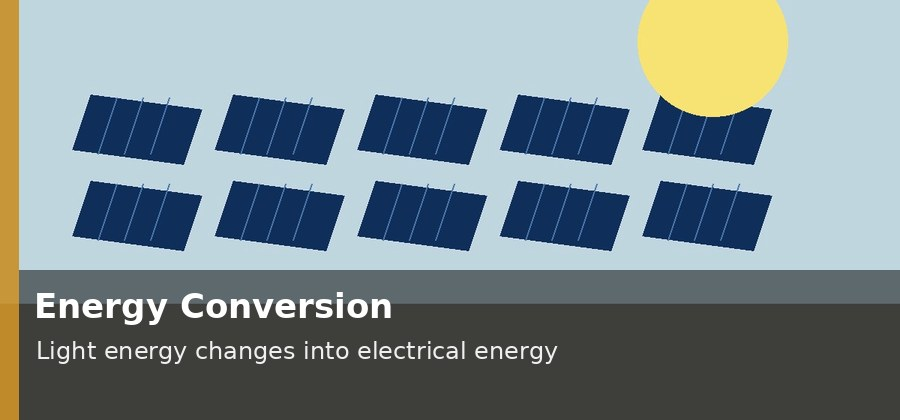 Energy Conversion
Light energy changes into electrical energy